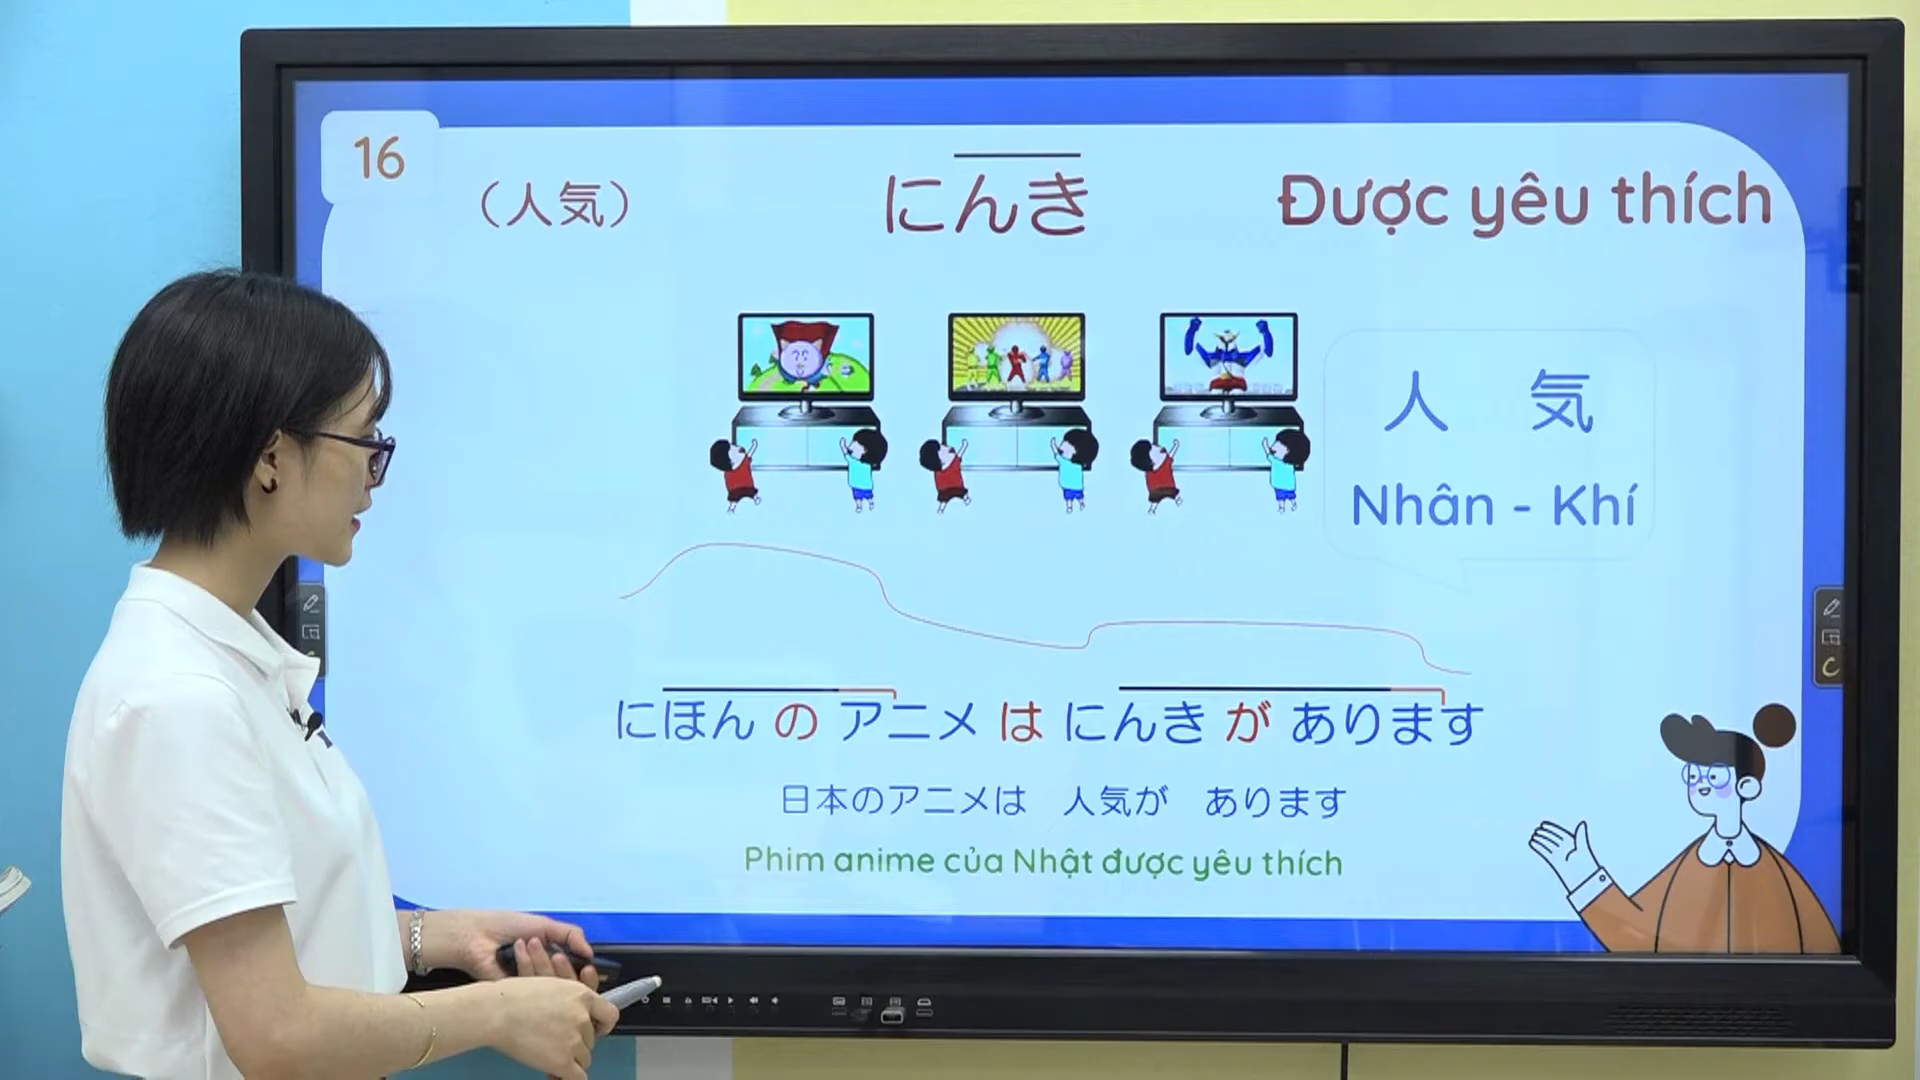 16
（人気）
にんき
Được yêu thích
人 気
Nhân - Khí
にほん の アニメ は にんき が あります
日本のアニメは 人気が あります
Phim anime của Nhật được yêu thích